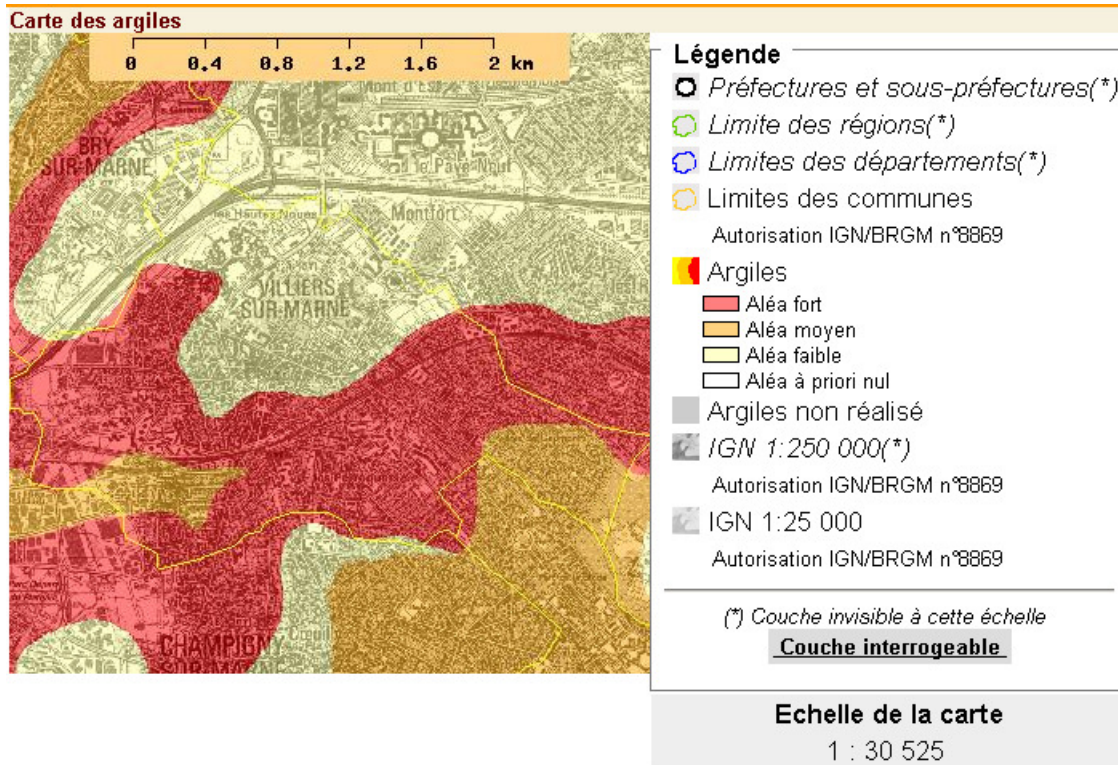 Carte des argiles
0 0.4 0.8 1.2 1.6 2 km
Mont d'Est
BRY
SUR-MARNE
le Pavé Neuf
les Hautes Noues
Montfort
VILLIERS
SUR-MARNE
CHAMPIGNY
SUR-MARNE
Légende
Préfectures et sous-préfectures(*)
Limite des régions(*)
Limites des départements(*)
Limites des communes
Autorisation IGN/BRGM n°8869
Argiles
Aléa fort
Aléa moyen
Aléa faible
Aléa à priori nul
Argiles non réalisé
IGN 1:250 000(*)
Autorisation IGN/BRGM n°8869
IGN 1:25 000
Autorisation IGN/BRGM n°8869
(*) Couche invisible à cette échelle
Couche interrogeable
Echelle de la carte
1 : 30 525